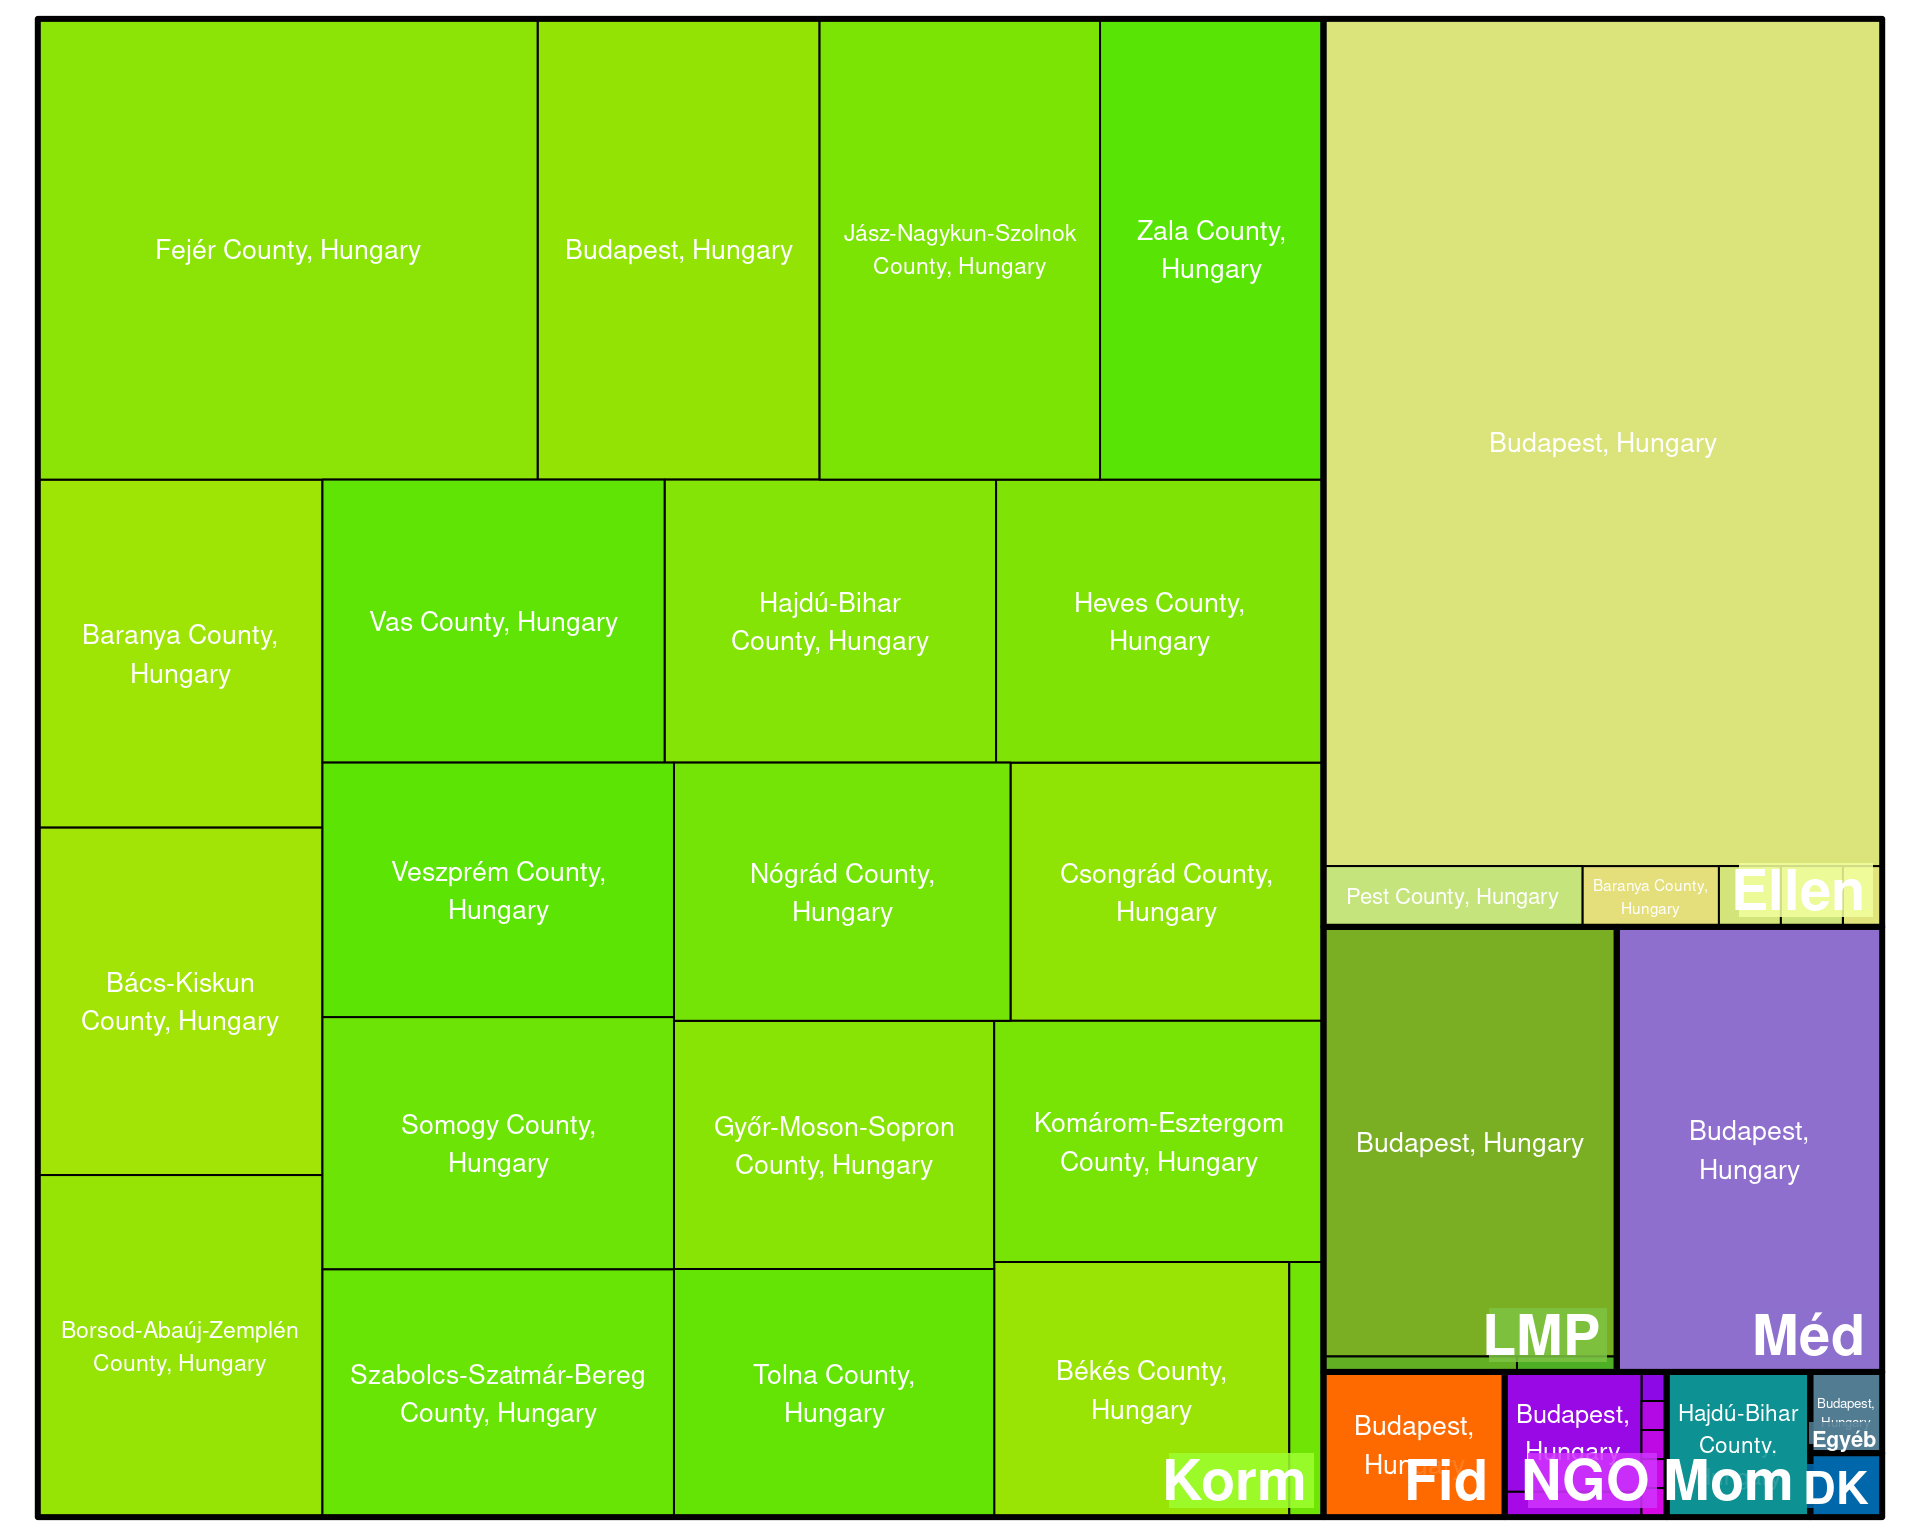 Fejér County, Hungary
Budapest, Hungary
Jász-Nagykun-Szolnok
County, Hungary
Zala County,
Hungary
Baranya County,
Hungary
Vas County, Hungary
Hajdú-Bihar
County, Hungary
Heves County,
Hungary
Bács-Kiskun
County, Hungary
Veszprém County,
Hungary
Nógrád County,
Hungary
Csongrád County,
Hungary
Somogy County,
Hungary
Győr-Moson-Sopron
County, Hungary
Komárom-Esztergom
County, Hungary
Borsod-Abaúj-Zemplén
County, Hungary
Szabolcs-Szatmár-Bereg
County, Hungary
Tolna County,
Hungary
Békés County,
Hungary
Korm
Budapest, Hungary
Pest County, Hungary
Baranya County,
Hungary
Ellen
Budapest, Hungary
LMP
Budapest,
Hungary
Méd
Budapest,
Hungary
Fid
Budapest,
Hungary
NGO
Hajdú-Bihar
County,
Mom
Budapest,
Hungary
Egyéb
DK